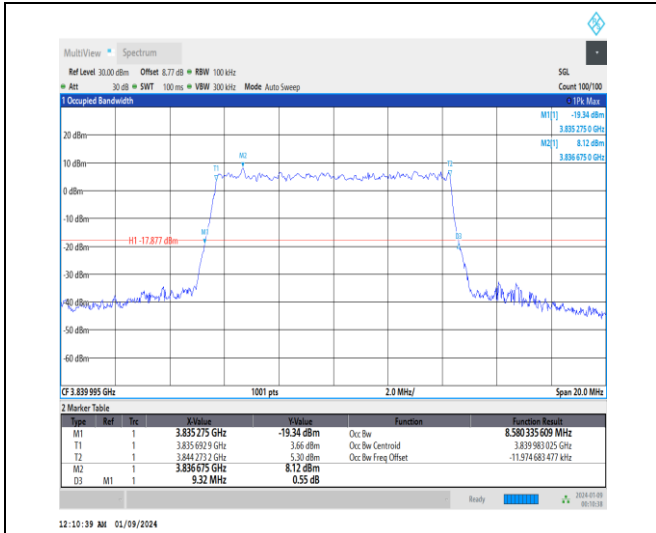 MultiView Spectrum
Ref Level 30.00 dBm Offset 8.77 dB RBW 100 kHz SGL
Att 30 dB SWT 100 ms VBW 300 kHz Mode Auto Sweep Count 100/100
1 Occupied Bandwidth 1Pk Max
M1[1] -19.34 dBm
3.835 275 0 GHz
M2[1] 8.12 dBm
3.836 675 0 GHz
20 dBm
10 dBm
M2
T1
T2
0 dBm
-10 dBm
H1 -17.877 dBm
M1
D3
-20 dBm
-30 dBm
-40 dBm
-50 dBm
-60 dBm
CF 3.839 995 GHz 1001 pts 2.0 MHz/ Span 20.0 MHz
2 Marker Table
Type Ref Trc X-Value Y-Value Function Function Result
M1 1 3.835 275 GHz -19.34 dBm Occ Bw 8.580 335 609 MHz
T1 1 3.835 692 9 GHz 3.66 dBm Occ Bw Centroid 3.839 983 025 GHz
T2 1 3.844 273 2 GHz 5.30 dBm Occ Bw Freq Offset -11.974 683 477 kHz
M2 1 3.836 675 GHz 8.12 dBm
D3 M1 1 9.32 MHz 0.55 dB
Ready 2024-01-09
00:10:38
12:10:39 AM 01/09/2024